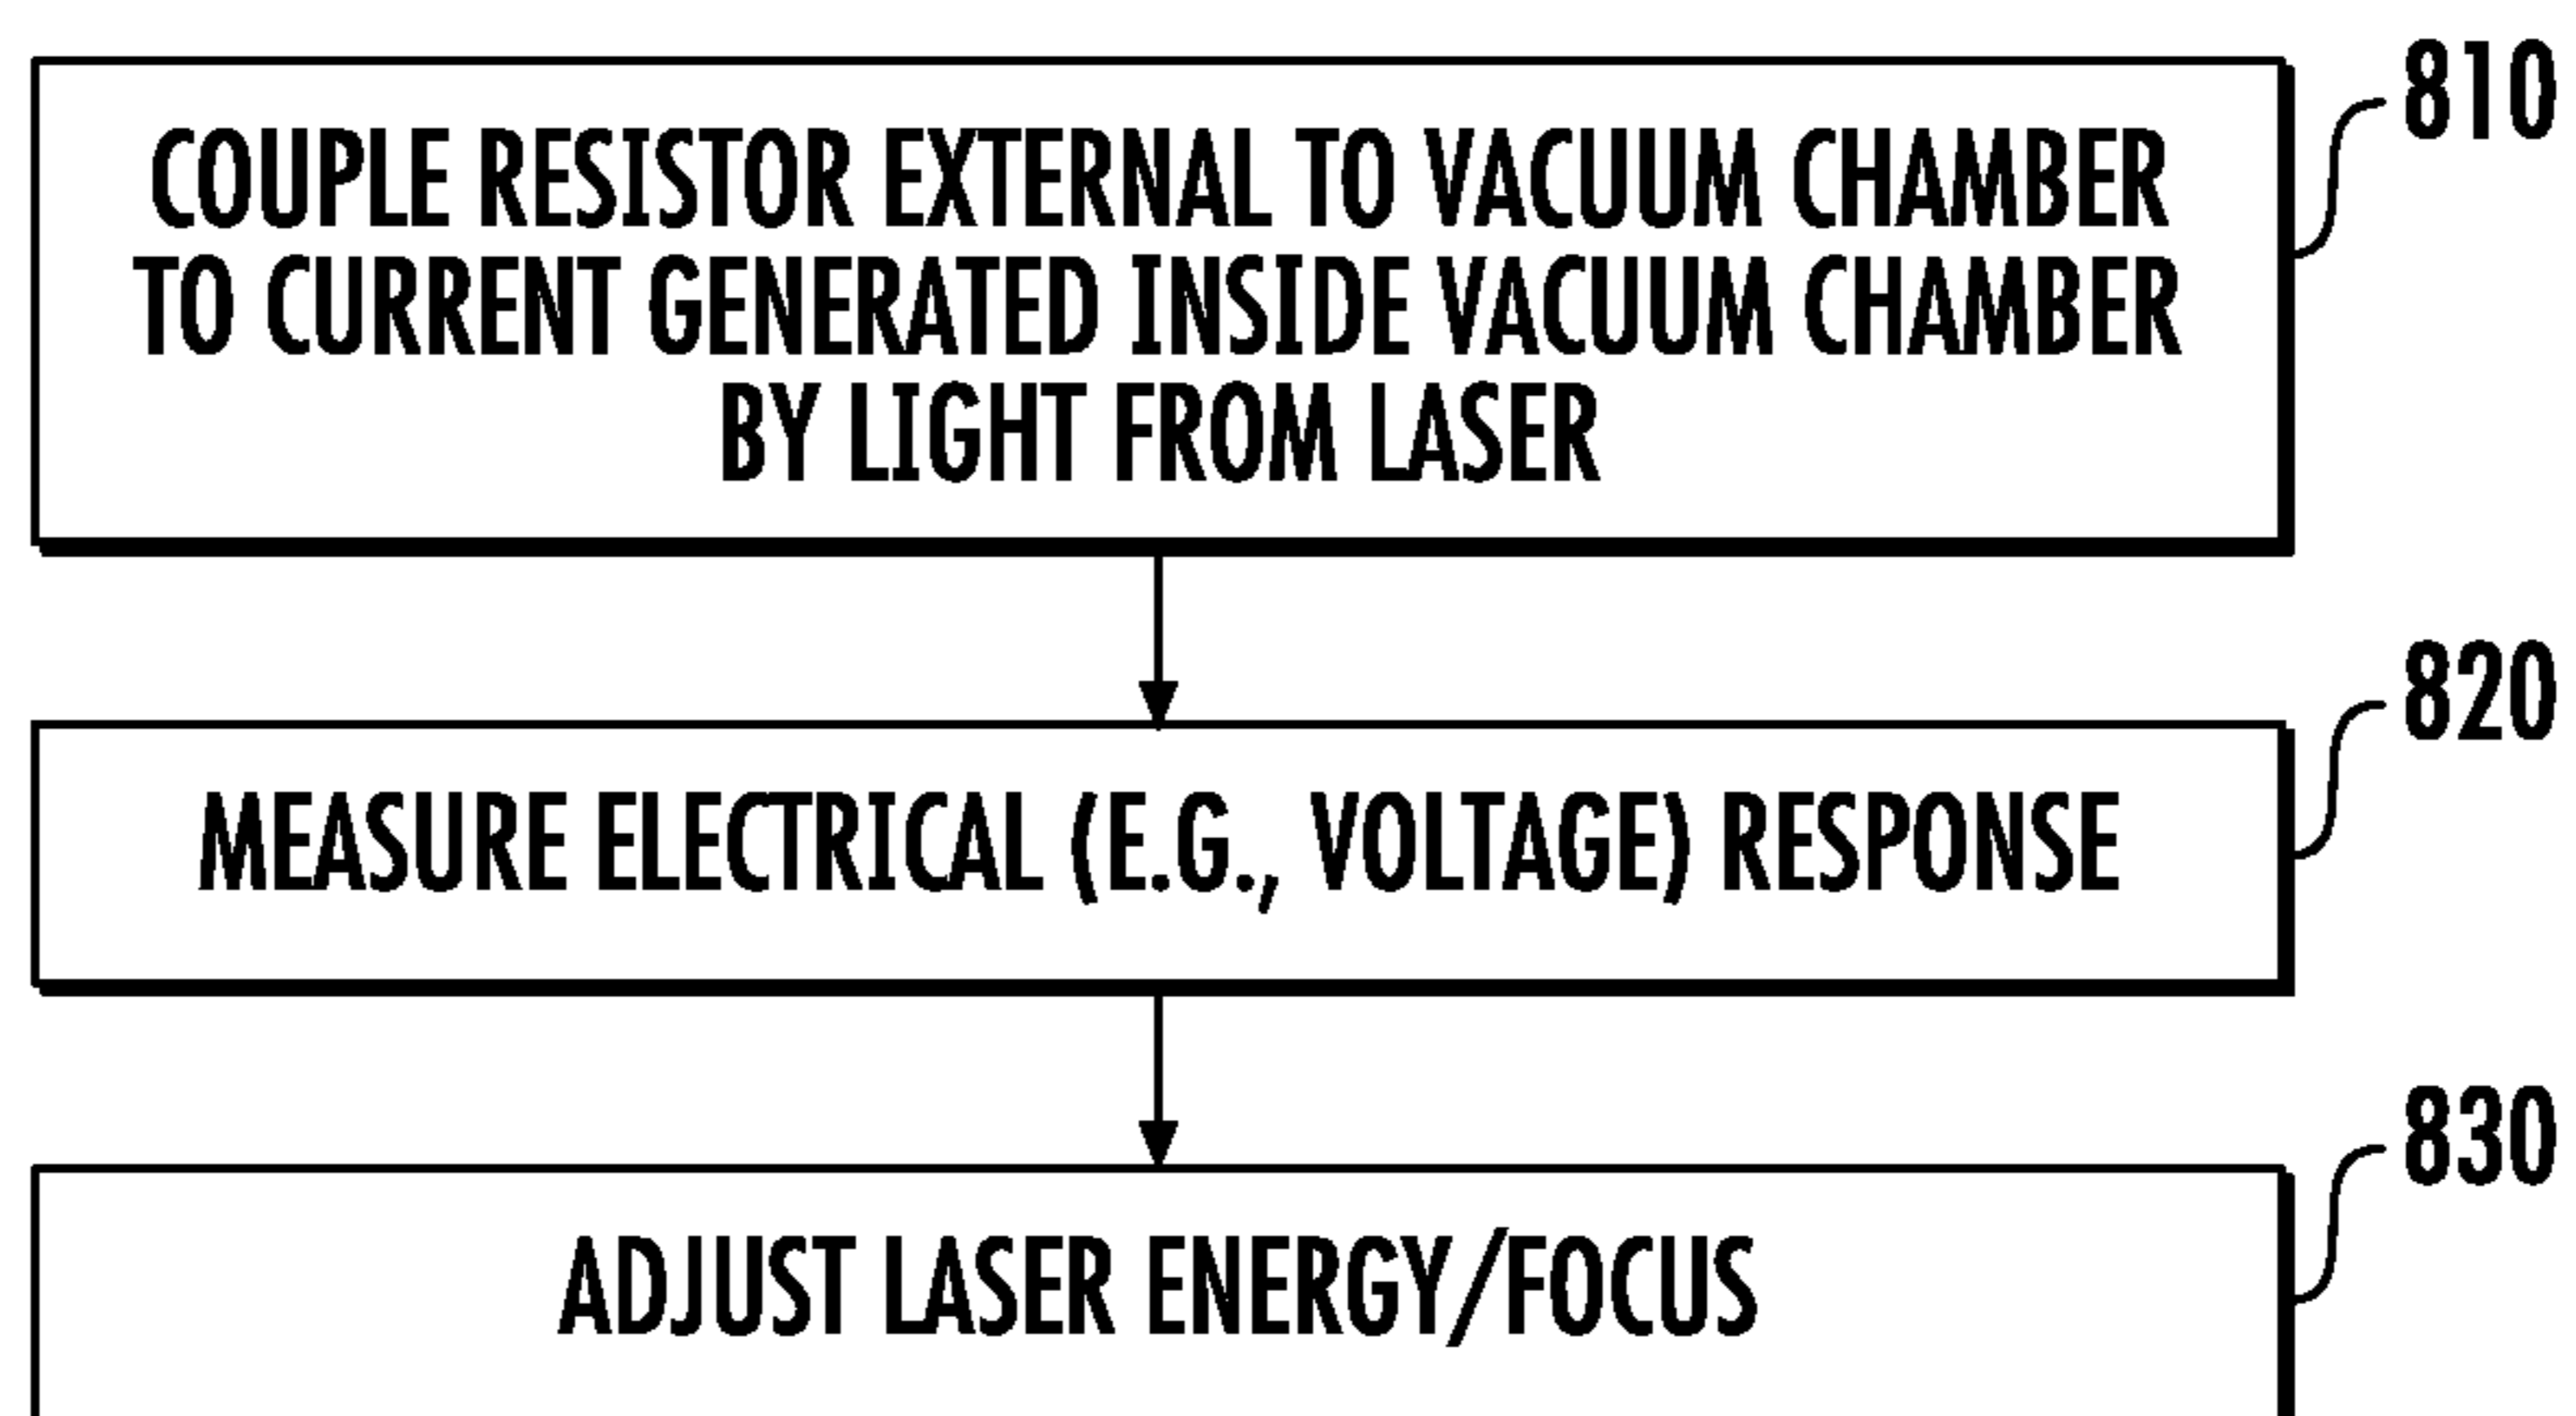 810
COUPLE RESISTOR EXTERNAL TO VACUUM CHAMBER
TO CURRENT GENERATED INSIDE VACUUM CHAMBER
BY LIGHT FROM LASER
820
MEASURE ELECTRICAL (E.G., VOLTAGE) RESPONSE
830
ADJUST LASER ENERGY/FOCUS